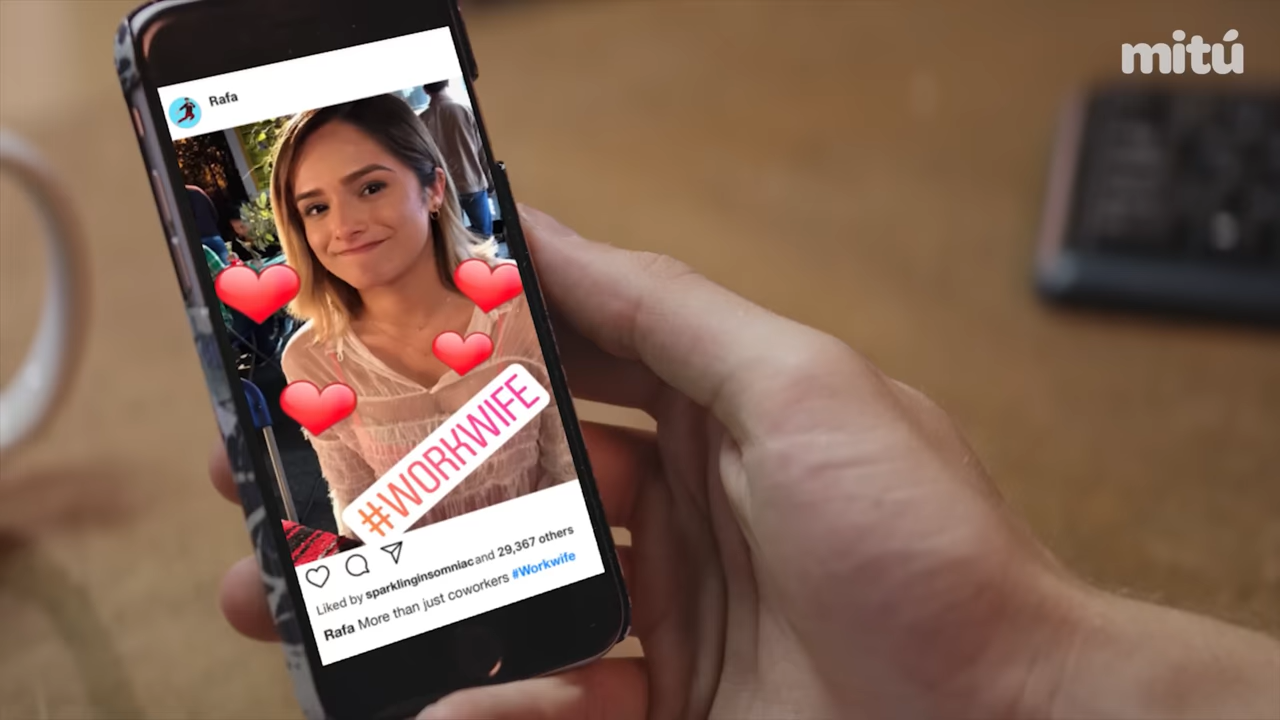 mitú
Rafa
#WORKWIFE
Liked by sparklinginsomniac and 29,367 others
Rafa More than just coworkers #Workwife